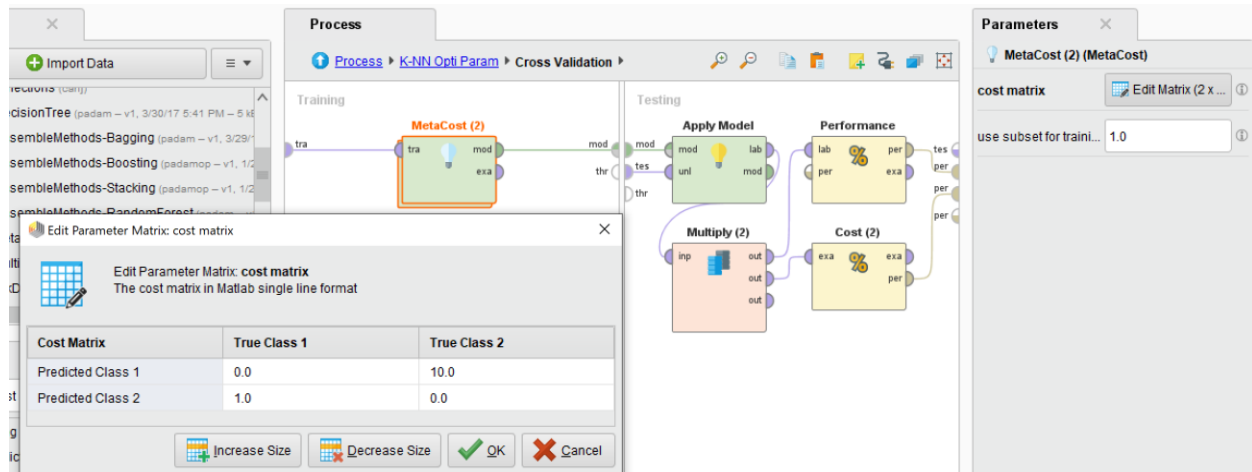 Import Data
cisionTree (padam – v1, 3/30/17 5:41 PM – 5 kE
sembleMethods-Bagging (padam – v1, 3/29/
sembleMethods-Boosting (padamop – v1, 1/2
sembleMethods-Stacking (padamop – v1, 1/2
sembleMethods-RandomForest
Process
Process ▸ K-NN Opti Param ▸ Cross Validation ▸
Training
MetaCost (2)
tra
tra mod
exa
mod
thr
Testing
Apply Model
mod
tes
thr
mod lab
unl mod
Performance
lab per
per exa
tes
per
per
per
Multiply (2)
inp out
out
out
Cost (2)
exa exa
per
Parameters
MetaCost (2) (MetaCost)
cost matrix
Edit Matrix (2 x ...
use subset for traini...
1.0
Edit Parameter Matrix: cost matrix
Edit Parameter Matrix: cost matrix
The cost matrix in Matlab single line format
Cost Matrix True Class 1 True Class 2
Predicted Class 1 0.0 10.0
Predicted Class 2 1.0 0.0
Increase Size
Decrease Size
OK
Cancel